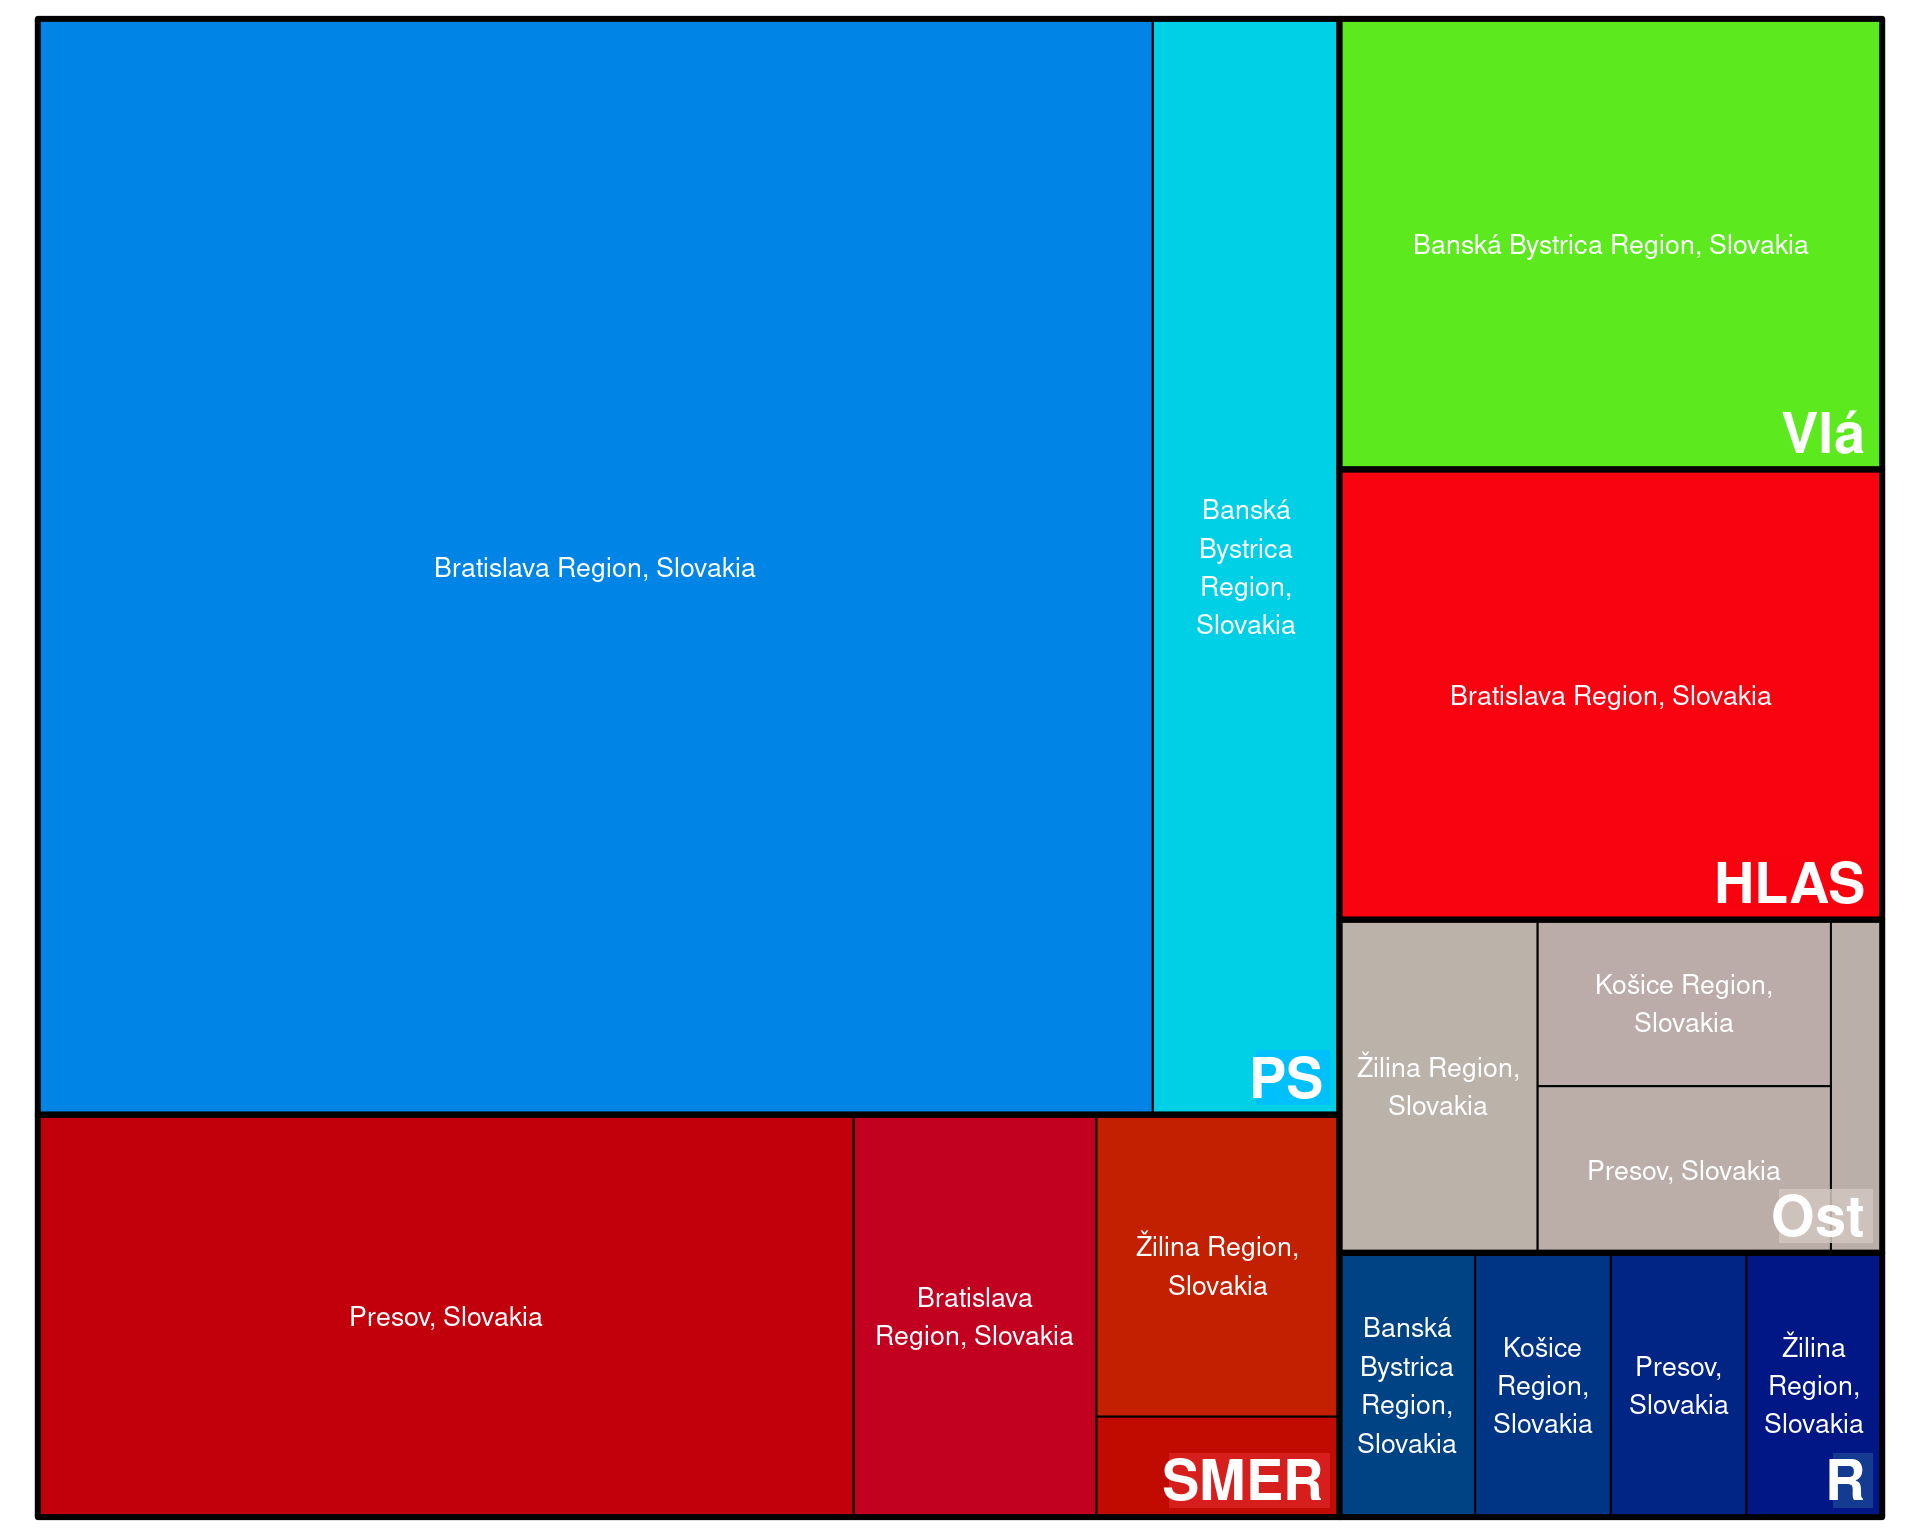 Bratislava Region, Slovakia
Banská
Bystrica
Region,
Slovakia
PS
Presov, Slovakia
Bratislava
Region, Slovakia
Žilina Region,
Slovakia
SMER
Banská Bystrica Region, Slovakia
Vlá
Bratislava Region, Slovakia
HLAS
Žilina Region,
Slovakia
Košice Region,
Slovakia
Presov, Slovakia
Ost
Banská
Bystrica
Region,
Slovakia
Košice
Region,
Slovakia
Presov,
Slovakia
Žilina
Region,
Slovakia
R